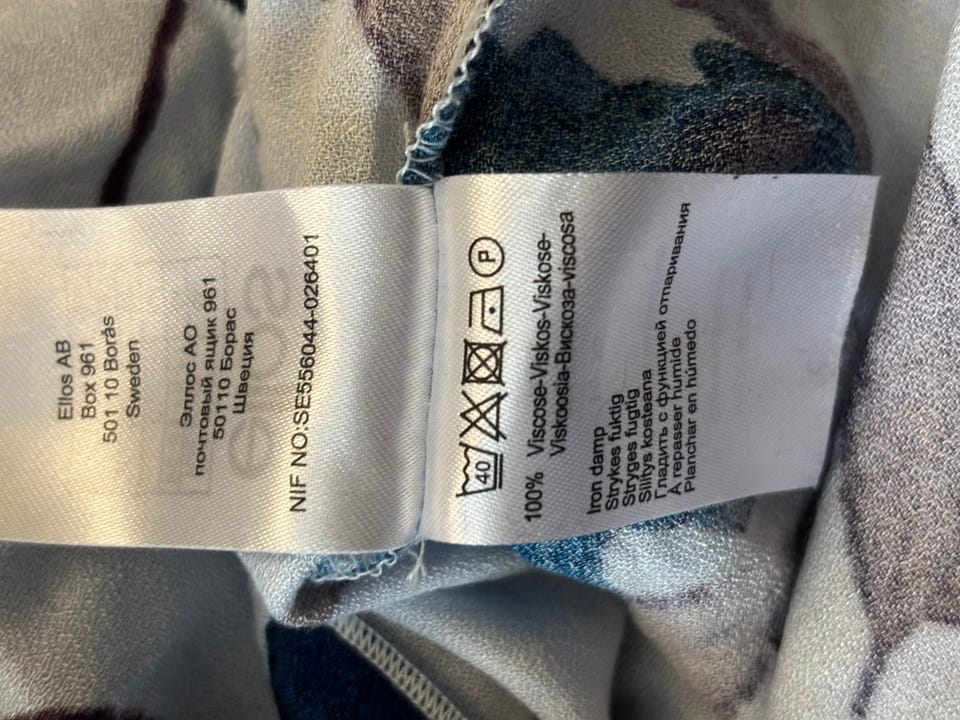 Ellos AB
Box 961
501 10 Borås
Sweden
Эллос АО
почтовый ящик 961
50110 Борас
Швеция
NIF NO:SE556044-026401
40 P
100% Viscose-Viskos-Viskose-
Viskoosia-Вискоза-viscosa
Iron damp
Strykes fuktig
Stryges fugtig
Silitys kosteana
Гладить с функцией отпаривания
À repasser humide
Planchar en húmedo